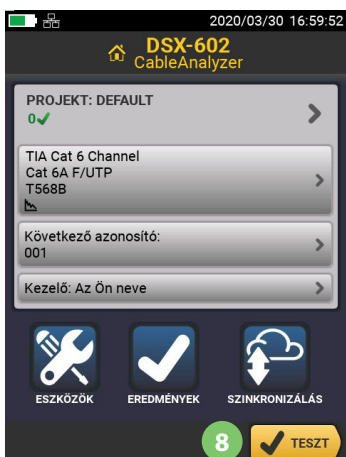 2020/03/30 16:59:52
DSX-602
CableAnalyzer
PROJEKT: DEFAULT
0✓
TIA Cat 6 Channel
Cat 6A F/UTP
T568B
Következő azonosító:
001
Kezelő: Az Ön neve
ESZKÖZÖK EREDMÉNYEK SZINKRONIZÁLÁS
8 TESZT